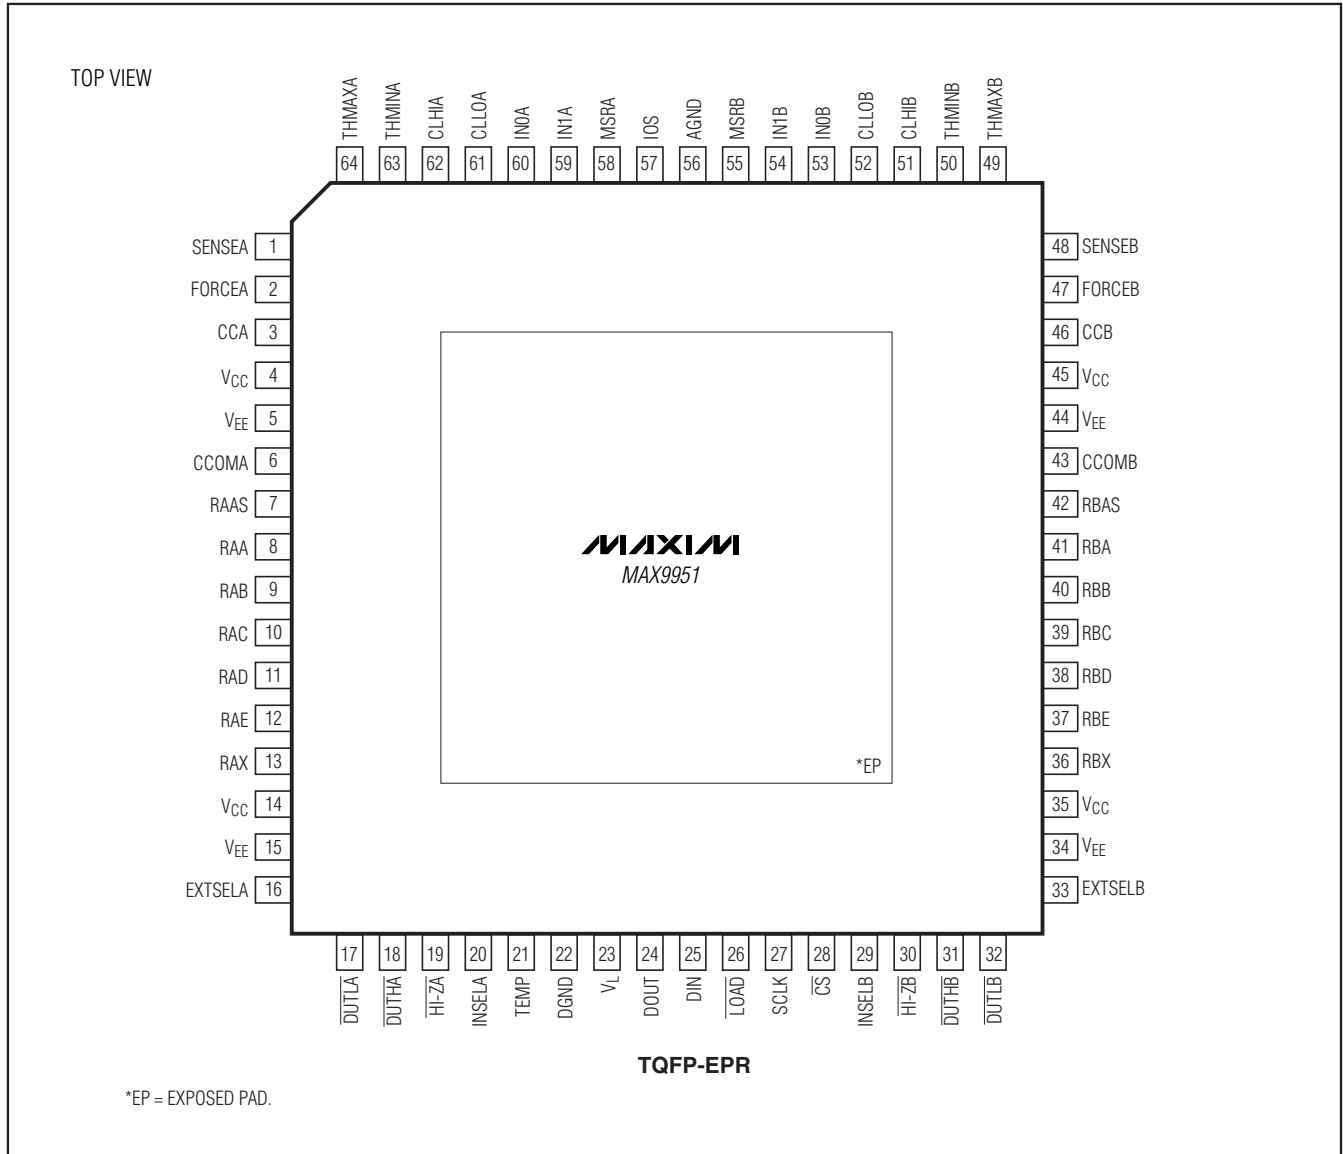 TOP VIEW
THMAXA
THMINA
CLHIA
CLLOA
IN0A
IN1A
MSRA
IOS
AGND
MSRB
IN1B
IN0B
CLLOB
CLHIB
THMINB
THMAXB
64 63 62 61 60 59 58 57 56 55 54 53 52 51 50 49
SENSEA 1
FORCEA 2
CCA 3
VCC 4
VEE 5
CCOMA 6
RAAS 7
RAA 8
RAB 9
RAC 10
RAD 11
RAE 12
RAX 13
VCC 14
VEE 15
EXTSELA 16
48 SENSEB
47 FORCEB
46 CCB
45 VCC
44 VEE
43 CCOMB
42 RBAS
41 RBA
40 RBB
39 RBC
38 RBD
37 RBE
36 RBX
35 VCC
34 VEE
33 EXTSELB
MAXIM
MAX9951
*EP
17 18 19 20 21 22 23 24 25 26 27 28 29 30 31 32
DUTLA
DUTHA
HI-ZA
INSELA
TEMP
DGND
VL
DOUT
DIN
LOAD
SCLK
CS
INSELB
HI-ZB
DUTHB
DUTLB
TQFP-EPR
*EP = EXPOSED PAD.